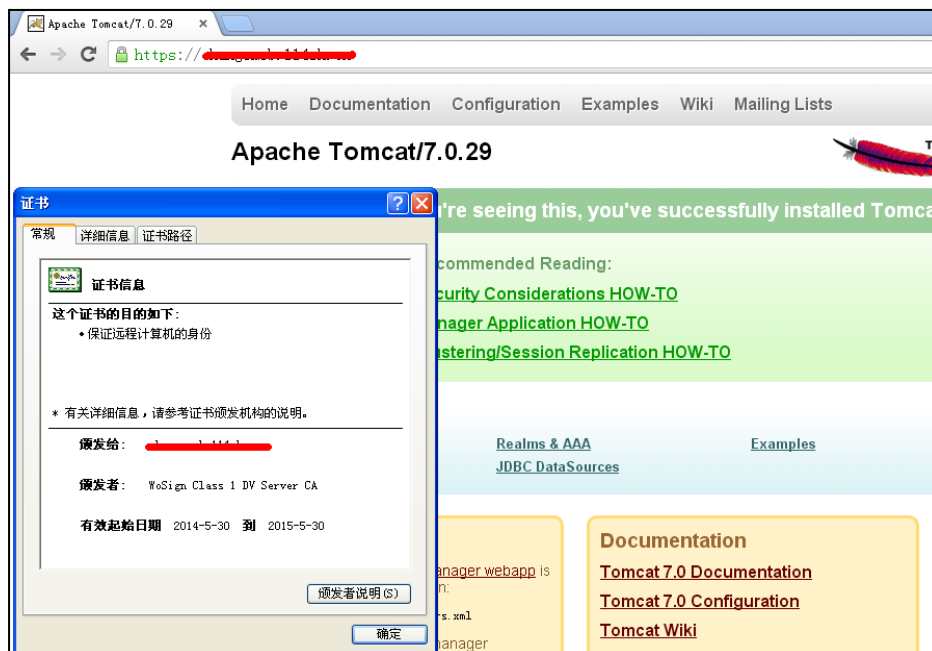 Apache Tomcat/7.0.29
https://
Home Documentation Configuration Examples Wiki Mailing Lists
Apache Tomcat/7.0.29
证书
're seeing this, you've successfully installed Tomca
常规 详细信息 证书路径
证书信息
这个证书的目的如下:
•保证远程计算机的身份
* 有关详细信息，请参考证书颁发机构的说明。
颁发给:
颁发者: WoSign Class 1 DV Server CA
有效起始日期 2014-5-30 到 2015-5-30
颁发者说明(S)
确定
commended Reading:
curity Considerations HOW-TO
nager Application HOW-TO
stering/Session Replication HOW-TO
Realms & AAA
JDBC DataSources
Examples
anager webapp is
n:
rs.xml
anager
Documentation
Tomcat 7.0 Documentation
Tomcat 7.0 Configuration
Tomcat Wiki